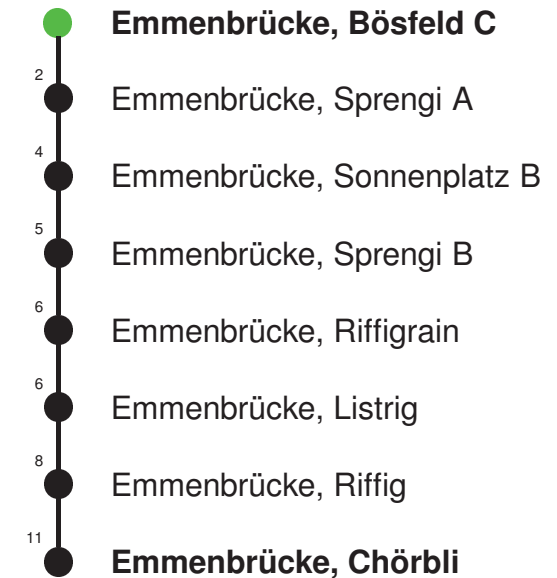 Emmenbrücke, Bösfeld C
2 Emmenbrücke, Sprengi A
4 Emmenbrücke, Sonnenplatz B
5 Emmenbrücke, Sprengi B
6 Emmenbrücke, Riffigrain
6 Emmenbrücke, Listrig
8 Emmenbrücke, Riffig
11 Emmenbrücke, Chörbli